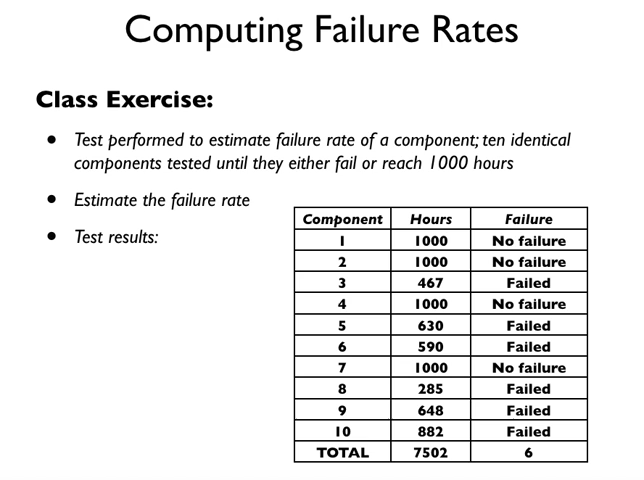 Computing Failure Rates
Class Exercise:
• Test performed to estimate failure rate of a component; ten identical
components tested until they either fail or reach 1000 hours
• Estimate the failure rate
• Test results:
Component Hours Failure
1 1000 No failure
2 1000 No failure
3 467 Failed
4 1000 No failure
5 630 Failed
6 590 Failed
7 1000 No failure
8 285 Failed
9 648 Failed
10 882 Failed
TOTAL 7502 6